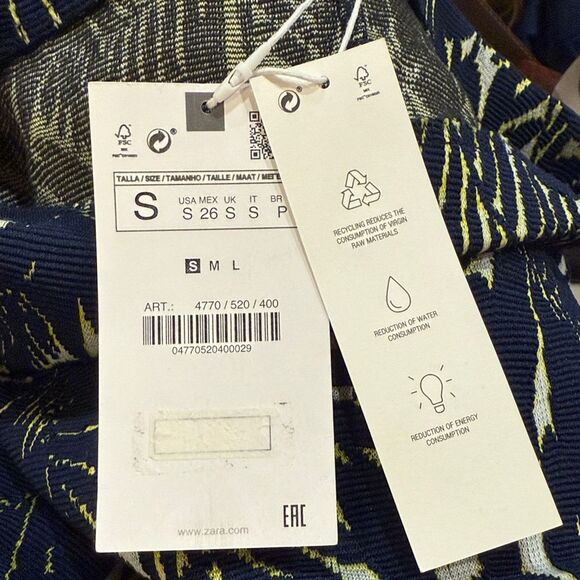 FSC
MIX
TALLA / SIZE / TAMANHO / TAILLE / MAAT /
USA MEX UK IT BR
S S 26 S S P
S M L
ART.: 4770 / 520 / 400
04770520400029
www.zara.com
EAC
FSC
MIX
RECYCLING REDUCES THE
CONSUMPTION OF VIRGIN
RAW MATERIALS
REDUCTION OF WATER
CONSUMPTION
REDUCTION OF ENERGY
CONSUMPTION